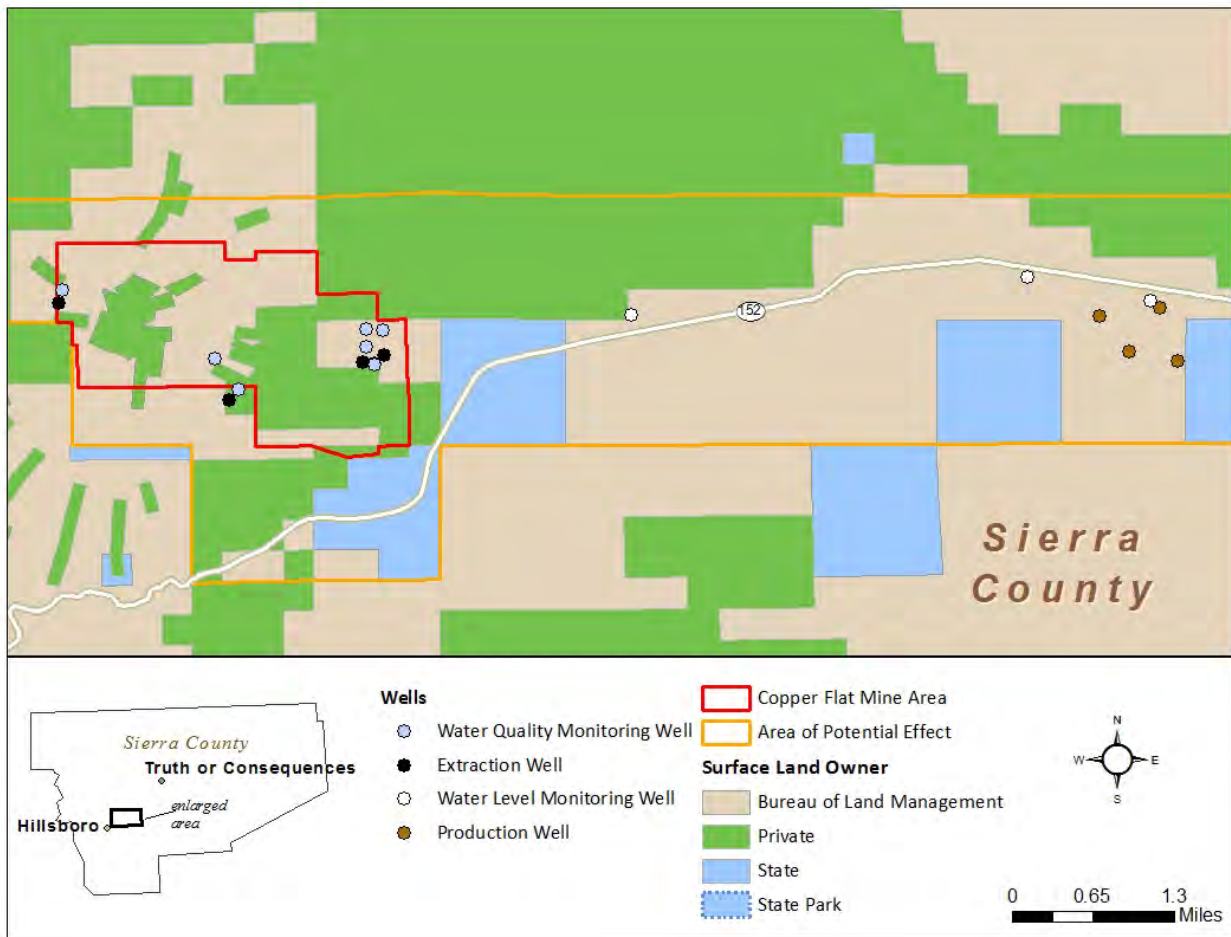 152
Sierra
County
Sierra County
Truth or Consequences
enlarged
area
Hillsboro
Wells
Water Quality Monitoring Well
Extraction Well
Water Level Monitoring Well
Production Well
Copper Flat Mine Area
Area of Potential Effect
Surface Land Owner
Bureau of Land Management
Private
State
State Park
N
W E
S
0 0.65 1.3
Miles